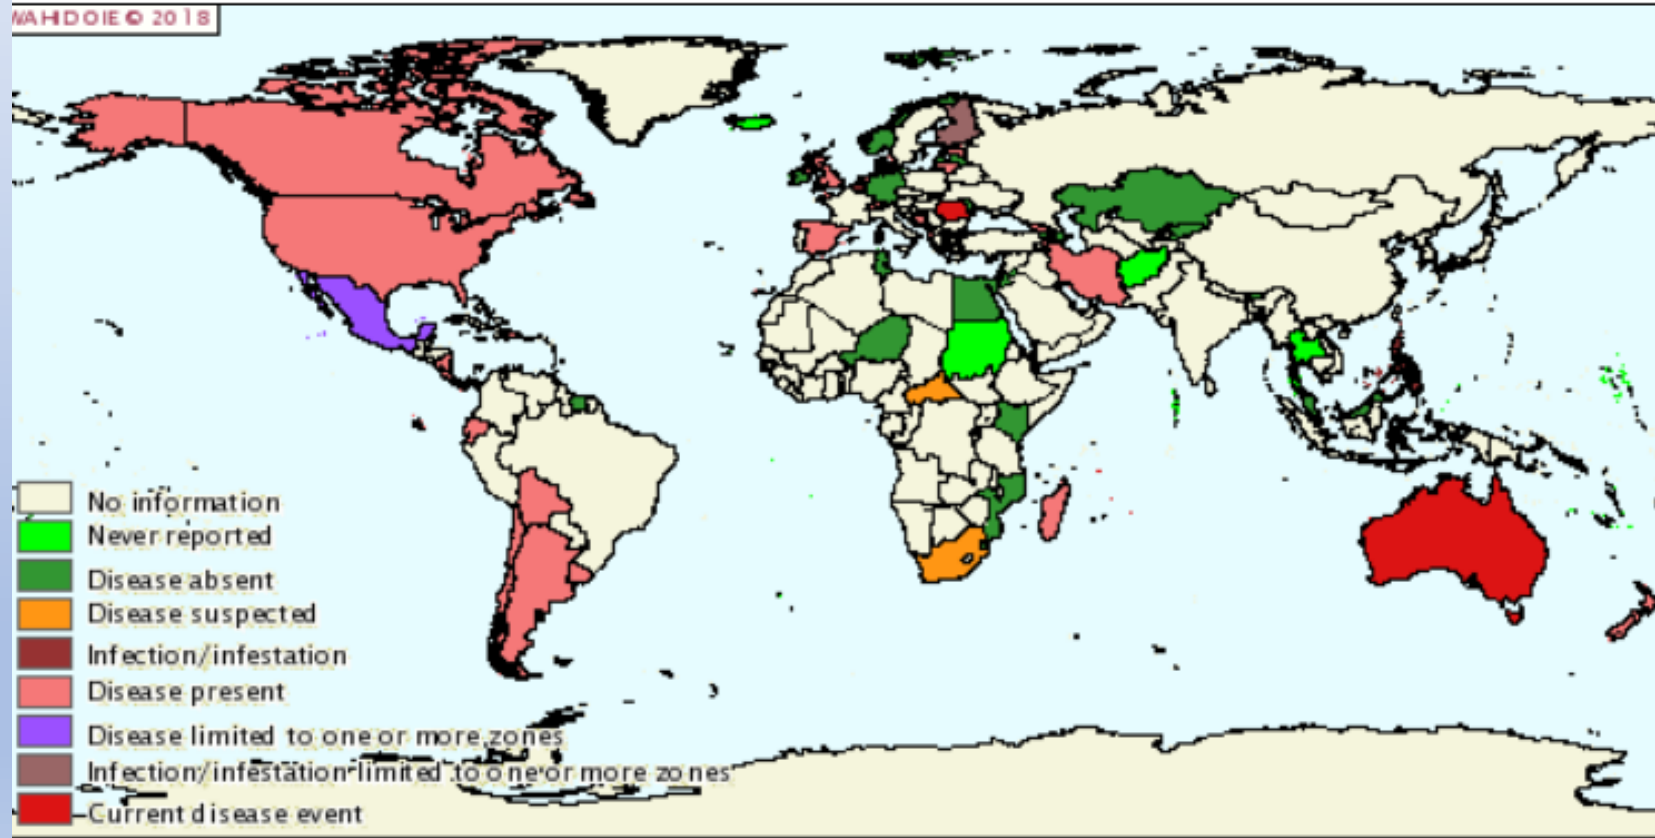 WAHID OIE © 2018
No information
Never reported
Disease absent
Disease suspected
Infection/infestation
Disease present
Disease limited to one or more zones
Infection/infestation limited to one or more zones
Current disease event